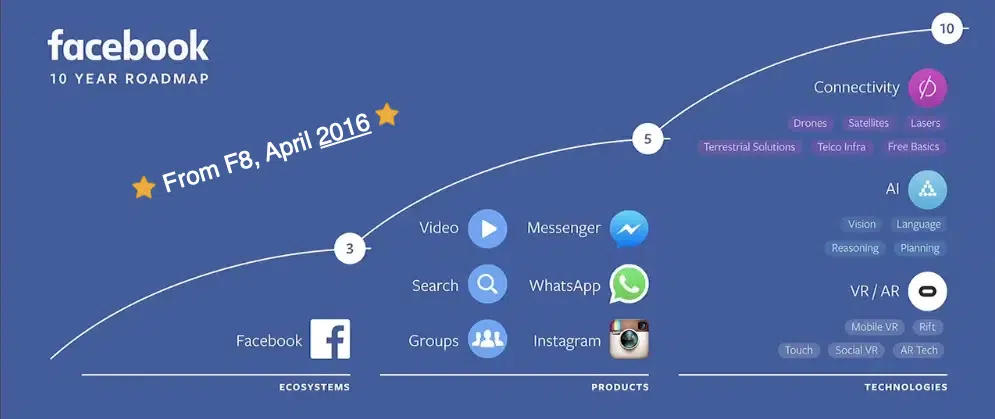 facebook
10 YEAR ROADMAP
From F8, April 2016
3
5
10
Facebook
ECOSYSTEMS
Video
Messenger
Search
WhatsApp
Groups
Instagram
PRODUCTS
Connectivity
Drones Satellites Lasers
Terrestrial Solutions Telco Infra Free Basics
AI
Vision Language
Reasoning Planning
VR / AR
Mobile VR Rift
Touch Social VR AR Tech
TECHNOLOGIES